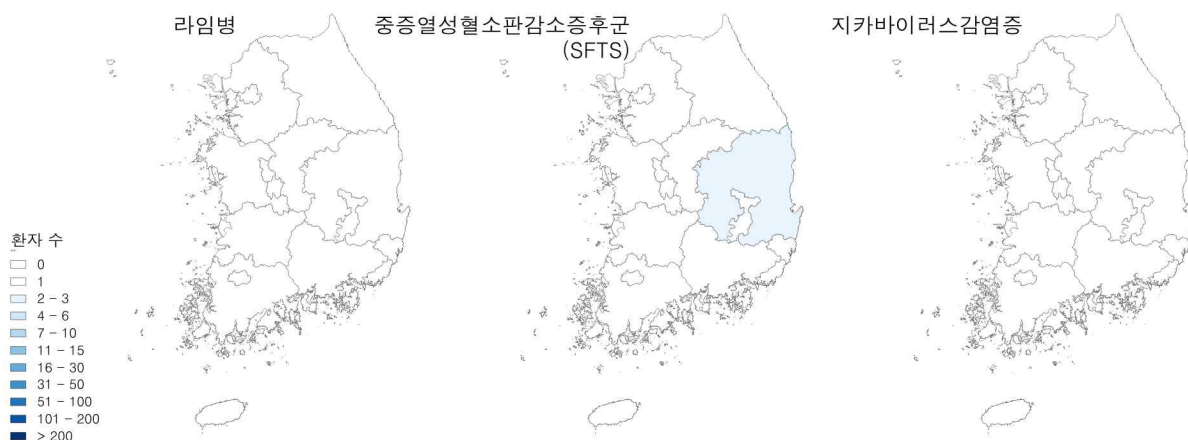 라임병
중증열성혈소판감소증후군
(SFTS)
지카바이러스감염증
환자 수
0
1
2 - 3
4 - 6
7 - 10
11 - 15
16 - 30
31 - 50
51 - 100
101 - 200
> 200